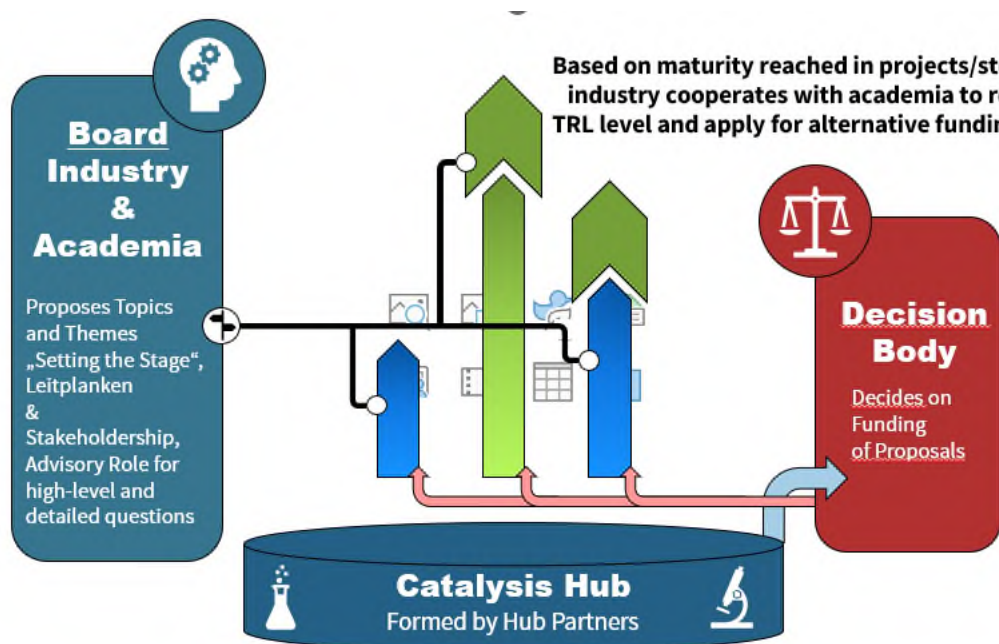 Based on maturity reached in projects/st
industry cooperates with academia to r
TRL level and apply for alternative fundin
Board
Industry
&
Academia
Proposes Topics
and Themes
„Setting the Stage“,
Leitplanken
&
Stakeholdership,
Advisory Role for
high-level and
detailed questions
Decision
Body
Decides on
Funding
of Proposals
Catalysis Hub
Formed by Hub Partners